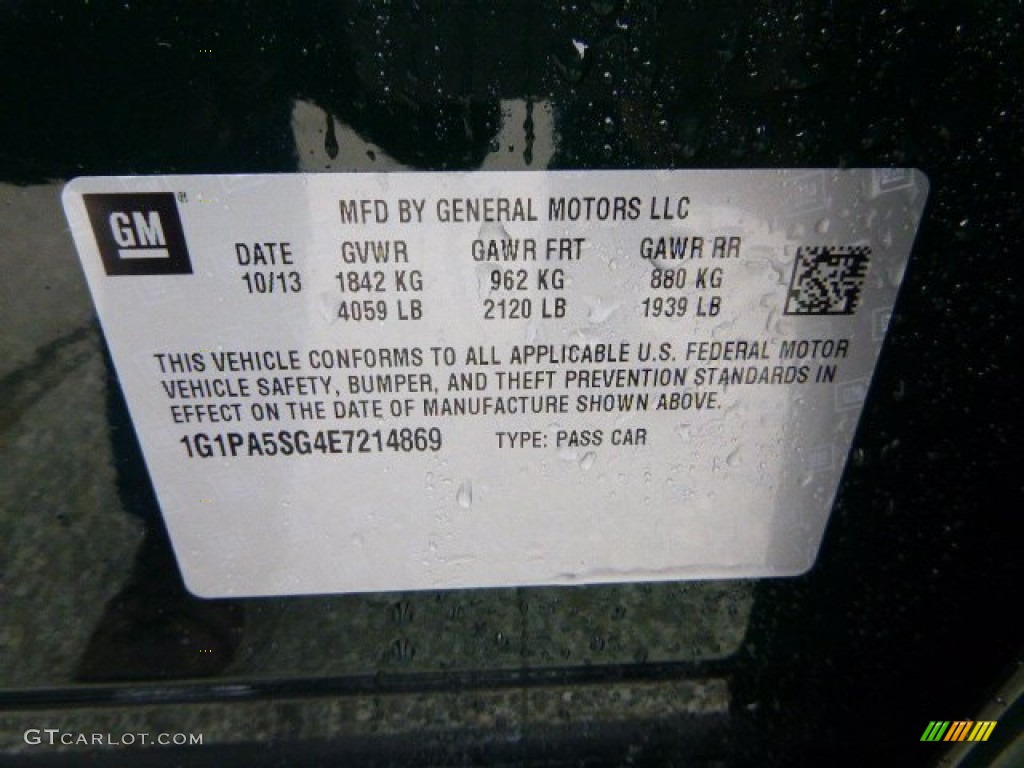 GM®
MFD BY GENERAL MOTORS LLC
DATE GVWR GAWR FRT GAWR RR
10/13 1842 KG 962 KG 880 KG
4059 LB 2120 LB 1939 LB
THIS VEHICLE CONFORMS TO ALL APPLICABLE U.S. FEDERAL MOTOR
VEHICLE SAFETY, BUMPER, AND THEFT PREVENTION STANDARDS IN
EFFECT ON THE DATE OF MANUFACTURE SHOWN ABOVE.
1G1PA5SG4E7214869 TYPE: PASS CAR
GTCARLOT.COM